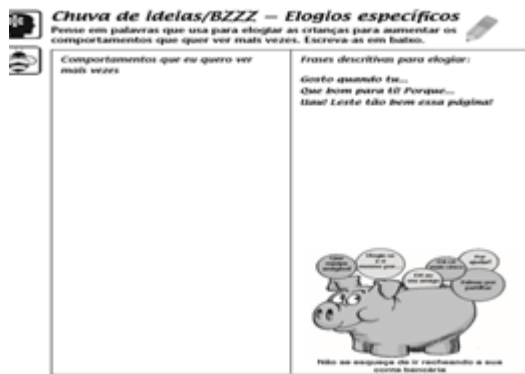 Chuva de ideias/BZZZ – Elogios específicos
Pense em palavras que usa para elogiar as crianças para aumentar os
comportamentos que quer ver mais vezes. Escreva-as em baixo.
Comportamentos que eu quero ver
mais vezes
Frases descritivas para elogiar:
Gosto quando tu...
Que bom para ti! Porque...
Uau! Leste tão bem essa página!
Não se esqueça de ir recheando a sua
conta bancária